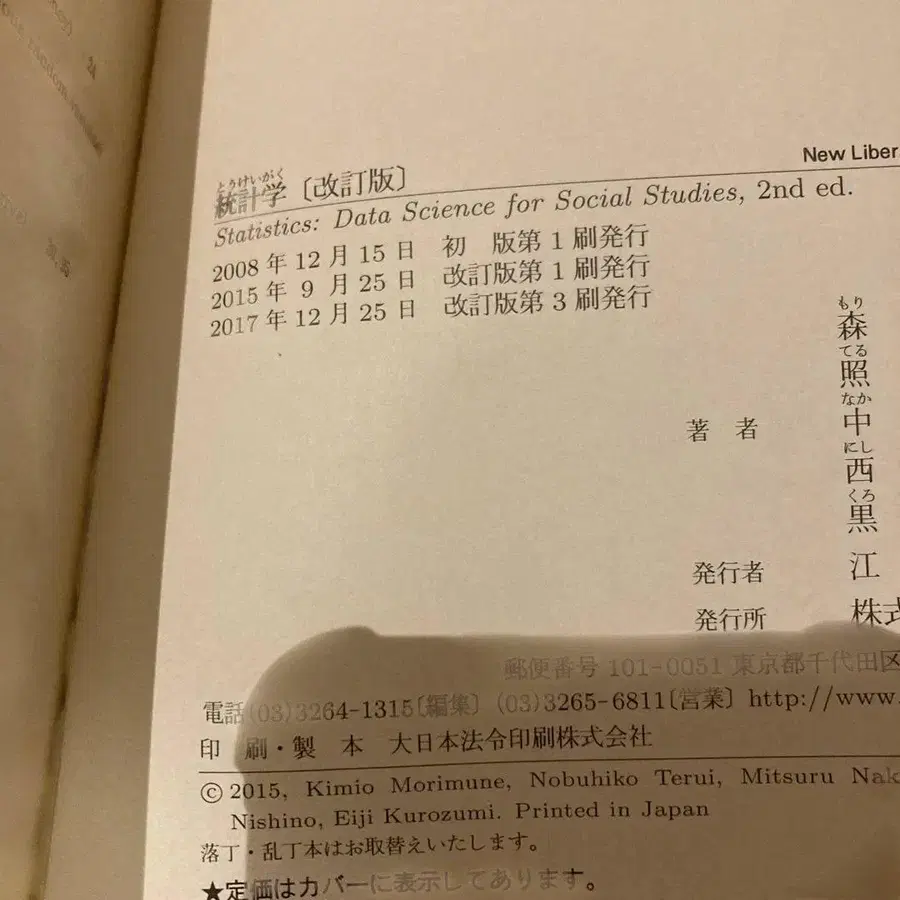 New Liber
とうけいがく
統計学〔改訂版〕
Statistics: Data Science for Social Studies, 2nd ed.
2008年12月15日 初 版第1刷発行
2015年 9 月25日 改訂版第1刷発行
2017年12月25日 改訂版第3刷発行
著 者
もり
森
てる
照
なか
中
にし
西
くろ
黒
発行者 江
発行所 株式
郵便番号 101-0051 東京都千代田区
電話(03)3264-1315〔編集〕 (03)3265-6811〔営業〕 http://www.
印 刷・製 本 大日本法令印刷株式会社
© 2015, Kimio Morimune, Nobuhiko Terui, Mitsuru Nak
Nishino, Eiji Kurozumi. Printed in Japan
落丁・乱丁本はお取替えいたします。
★定価はカバーに表示してあります。